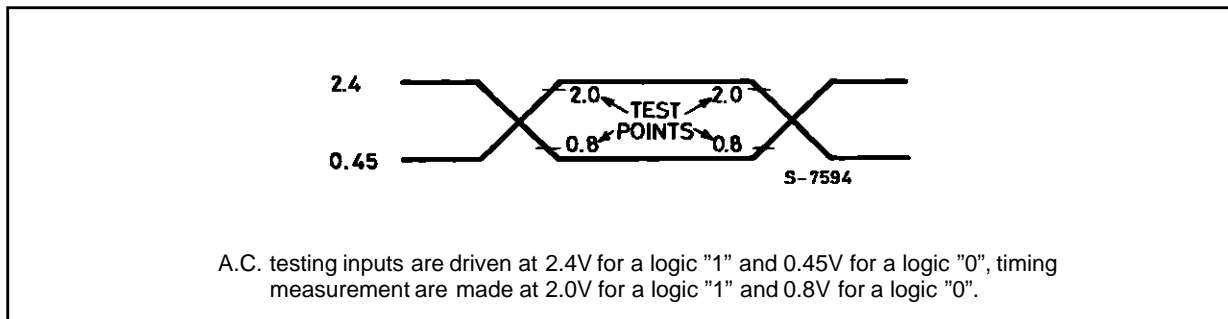 2.4
2.0 2.0
TEST
POINTS
0.8 0.8
0.45
S-7594
A.C. testing inputs are driven at 2.4V for a logic ”1” and 0.45V for a logic ”0”, timing
measurement are made at 2.0V for a logic ”1” and 0.8V for a logic ”0”.